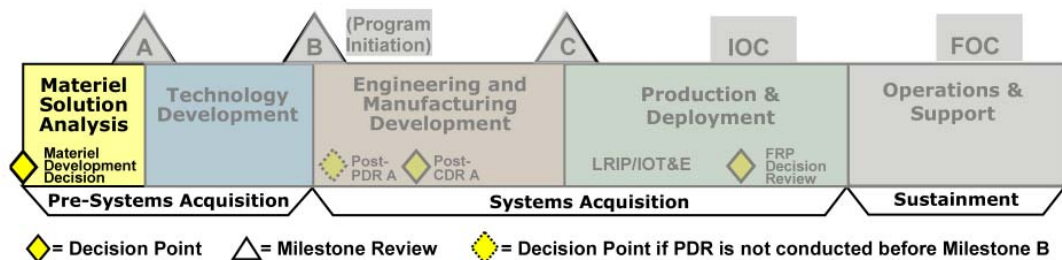 A
B
(Program
Initiation)
C
IOC
FOC
Materiel
Solution
Analysis
Technology
Development
Engineering and
Manufacturing
Development
Production &
Deployment
Operations &
Support
Materiel
Development
Decision
Post-
PDR A
Post-
CDR A
LRIP/IOT&E
FRP
Decision
Review
Pre-Systems Acquisition
Systems Acquisition
Sustainment
= Decision Point
= Milestone Review
= Decision Point if PDR is not conducted before Milestone B